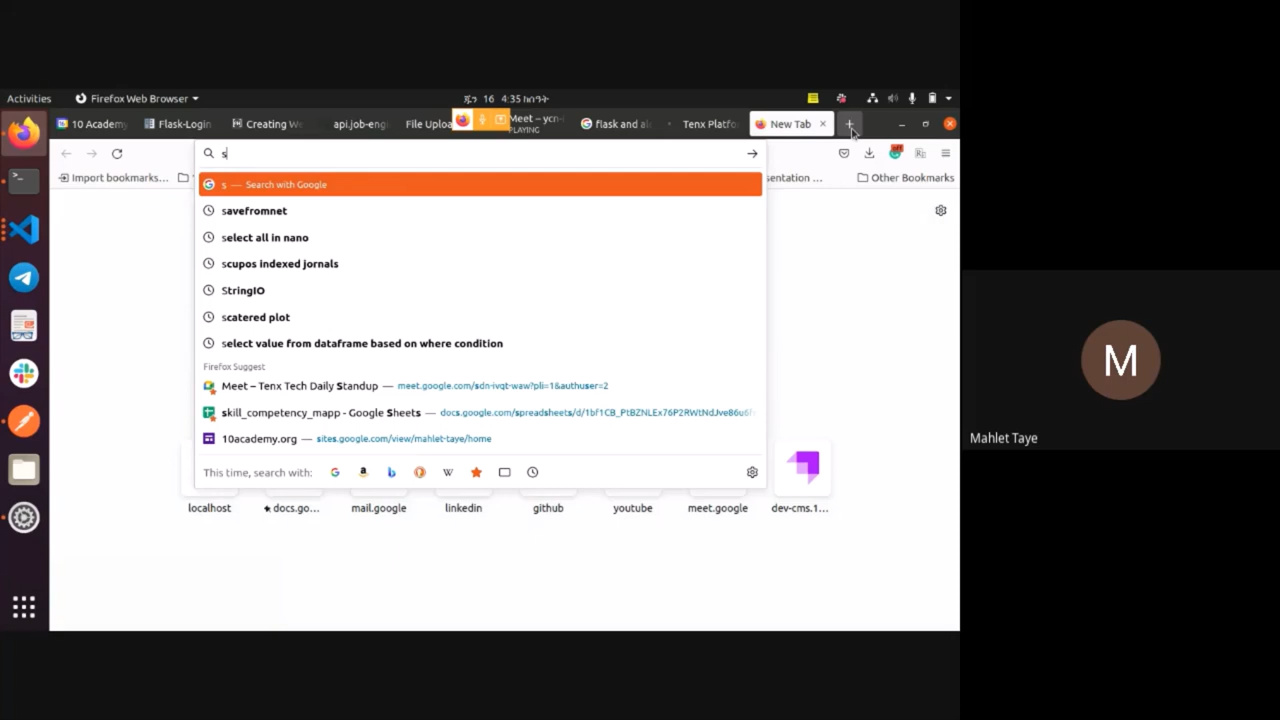 Activities
Firefox Web Browser
16 4:35
10 Academy
Flask-Login
Creating We
api.job-eng
File Uploa
Meet – ycn-
PLAYING
flask and al
Tenx Platfo
New Tab
s
Import bookmarks...
sentation ...
Other Bookmarks
s — Search with Google
savefromnet
select all in nano
scupos indexed jornals
StringIO
scatered plot
select value from dataframe based on where condition
Firefox Suggest
Meet – Tenx Tech Daily Standup — meet.google.com/sdn-ivqt-waw?pli=1&authuser=2
skill_competency_mapp - Google Sheets — docs.google.com/spreadsheets/d/1bf1CB_PtBZNLEx76P2RWtNdJve86u6
10academy.org — sites.google.com/view/mahlet-taye/home
This time, search with:
localhost
docs.go...
mail.google
linkedin
github
youtube
meet.google
dev-cms.1...
M
Mahlet Taye